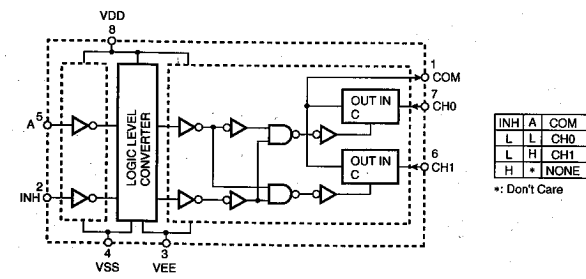 VDD
8
1
COM
7
OUT IN
C
CH0
A 5
LOGIC LEVEL
CONVERTER
6
OUT IN
C
CH1
INH 2
4
VSS
3
VEE
INH A COM
L L CH0
L H CH1
H * NONE
*: Don't Care